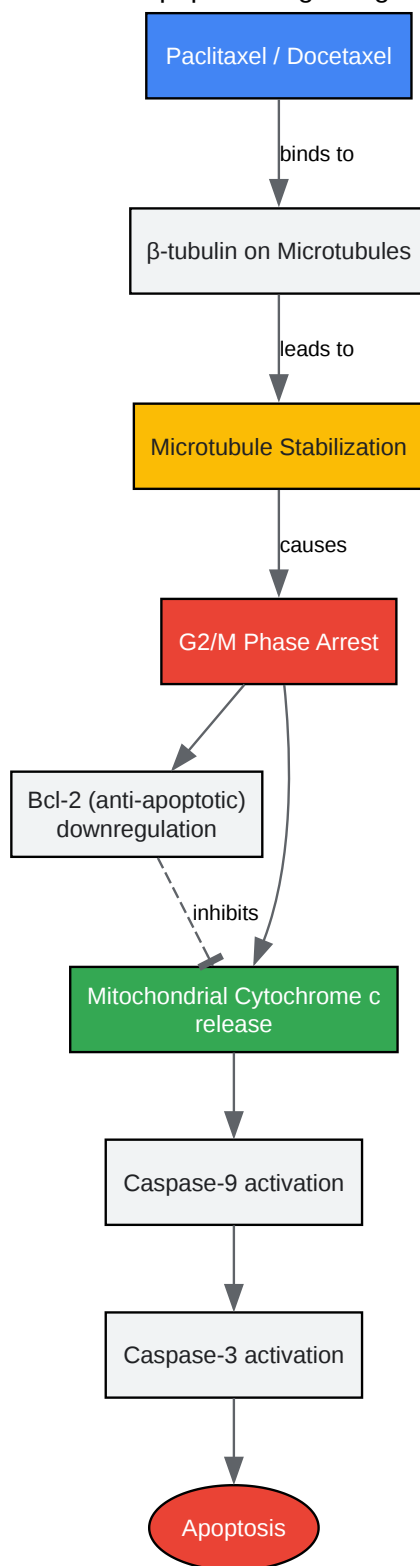 Paclitaxel / Docetaxel
binds to
β-tubulin on Microtubules
leads to
Microtubule Stabilization
causes
G2/M Phase Arrest
Bcl-2 (anti-apoptotic)
downregulation
inhibits
Mitochondrial Cytochrome c
release
Caspase-9 activation
Caspase-3 activation
Apoptosis